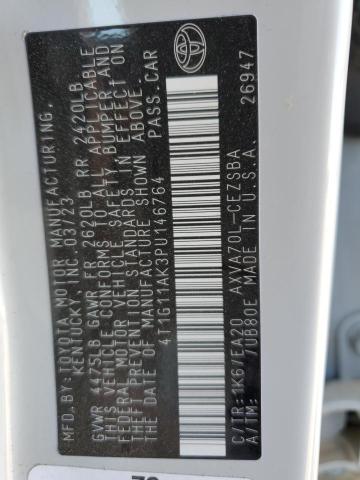 MFD.BY: TOYOTA MOTOR MANUFACTURING,
KENTUCKY, INC. 03/23
GVWR 4475LB GAWR FR 2620LB RR 2420LB
THIS VEHICLE CONFORMS TO ALL APPLICABLE
FEDERAL MOTOR VEHICLE SAFETY BUMPER, AND
THEFT PREVENTION STANDARDS IN EFFECT ON
THE DATE OF MANUFACTURE SHOWN ABOVE.
4T1G11AK3PU146764 PASS.CAR
C/TR: 1K6/EA20 AXVA70L-CEZSBA
A/TM: -/UB80E MADE IN U.S.A. 26947